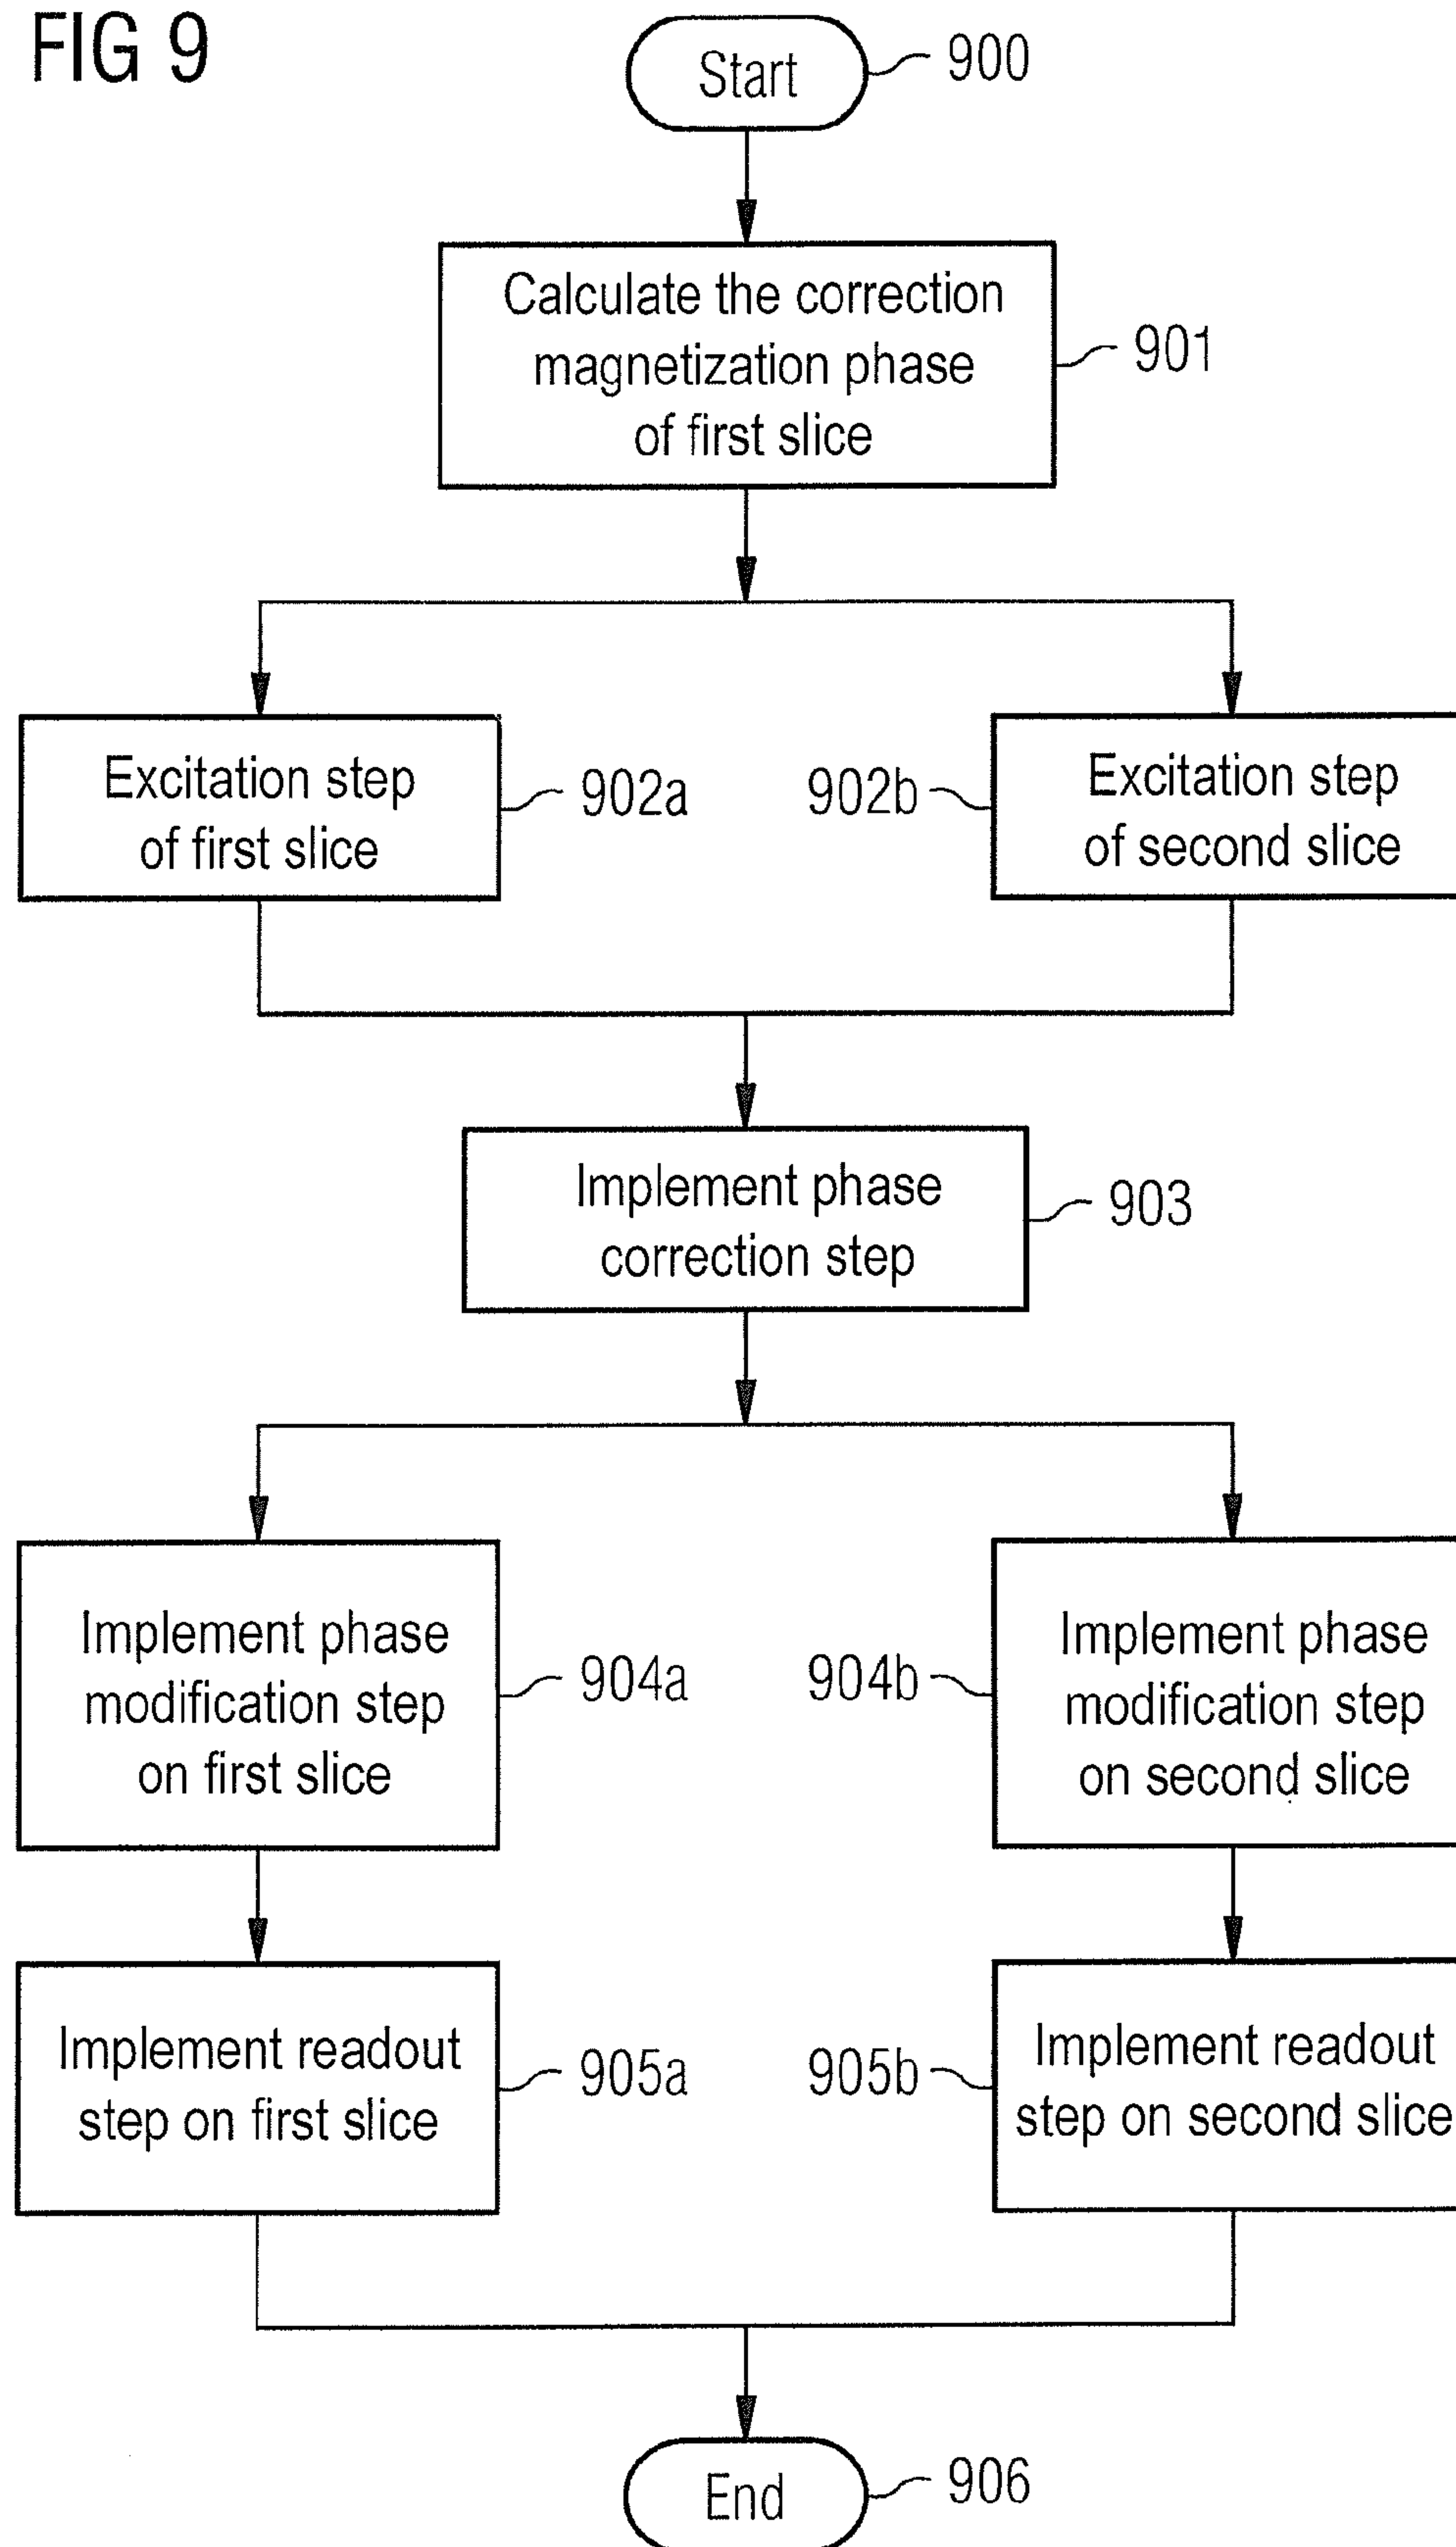 FIG 9
Start
900
Calculate the correction
magnetization phase
of first slice
901
Excitation step
of first slice
902a
902b
Excitation step
of second slice
Implement phase
correction step
903
Implement phase
modification step
on first slice
904a
904b
Implement phase
modification step
on second slice
Implement readout
step on first slice
905a
905b
Implement readout
step on second slice
End
906